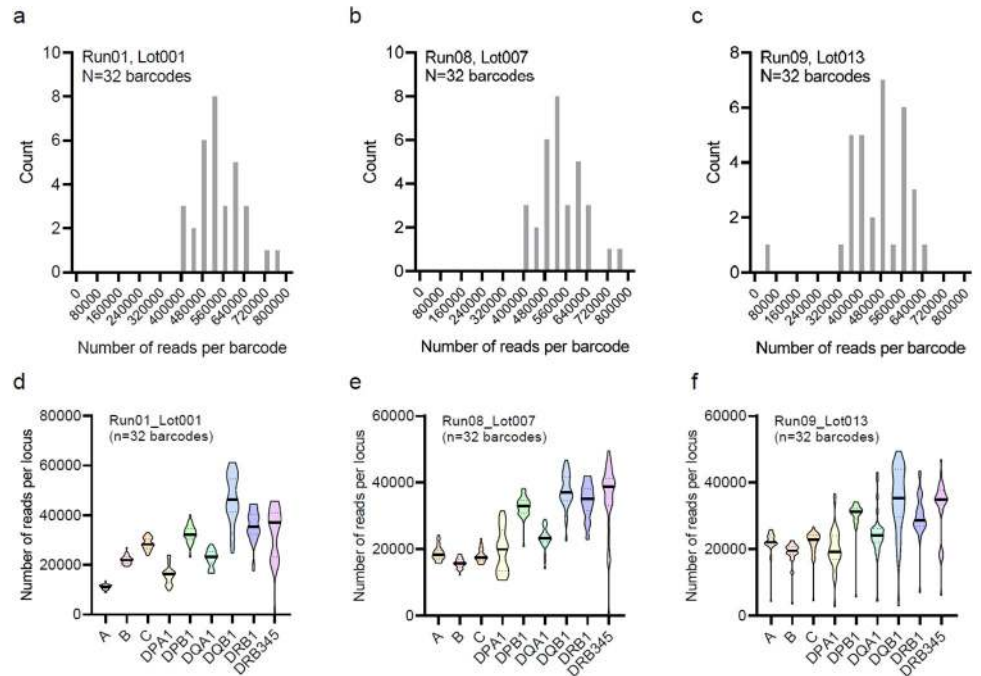 a
Run01, Lot001
N=32 barcodes
Count
10
8
6
4
2
0
0
80000
160000
240000
320000
400000
480000
560000
640000
720000
800000
Number of reads per barcode
b
Run08, Lot007
N=32 barcodes
Count
10
8
6
4
2
0
0
80000
160000
240000
320000
400000
480000
560000
640000
720000
800000
Number of reads per barcode
c
Run09, Lot013
N=32 barcodes
Count
8
6
4
2
0
0
80000
160000
240000
320000
400000
480000
560000
640000
720000
800000
Number of reads per barcode
d
Run01_Lot001
(n=32 barcodes)
Number of reads per locus
80000
60000
40000
20000
0
A
B
C
DPA1
DPB1
DQA1
DQB1
DRB1
DRB345
e
Run08_Lot007
(n=32 barcodes)
Number of reads per locus
60000
40000
20000
0
A
B
C
DPA1
DPB1
DQA1
DQB1
DRB1
DRB345
f
Run09_Lot013
(n=32 barcodes)
Number of reads per locus
60000
40000
20000
0
A
B
C
DPA1
DPB1
DQA1
DQB1
DRB1
DRB345